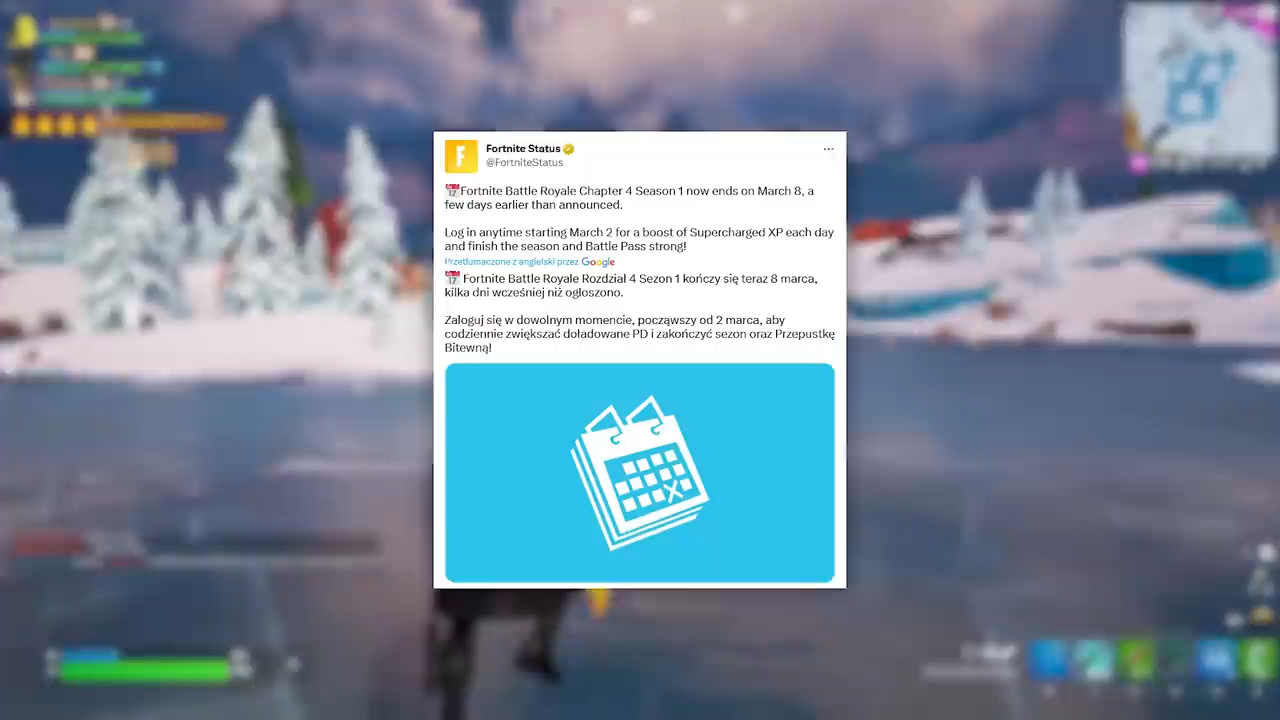 Fortnite Status
@FortniteStatus
📅Fortnite Battle Royale Chapter 4 Season 1 now ends on March 8, a
few days earlier than announced.
Log in anytime starting March 2 for a boost of Supercharged XP each day
and finish the season and Battle Pass strong!
Przetłumaczone z angielski przez Google
📅 Fortnite Battle Royale Rozdział 4 Sezon 1 kończy się teraz 8 marca,
kilka dni wcześniej niż ogłoszono.
Zaloguj się w dowolnym momencie, począwszy od 2 marca, aby
codziennie zwiększać doładowane PD i zakończyć sezon oraz Przepustkę
Bitewną!